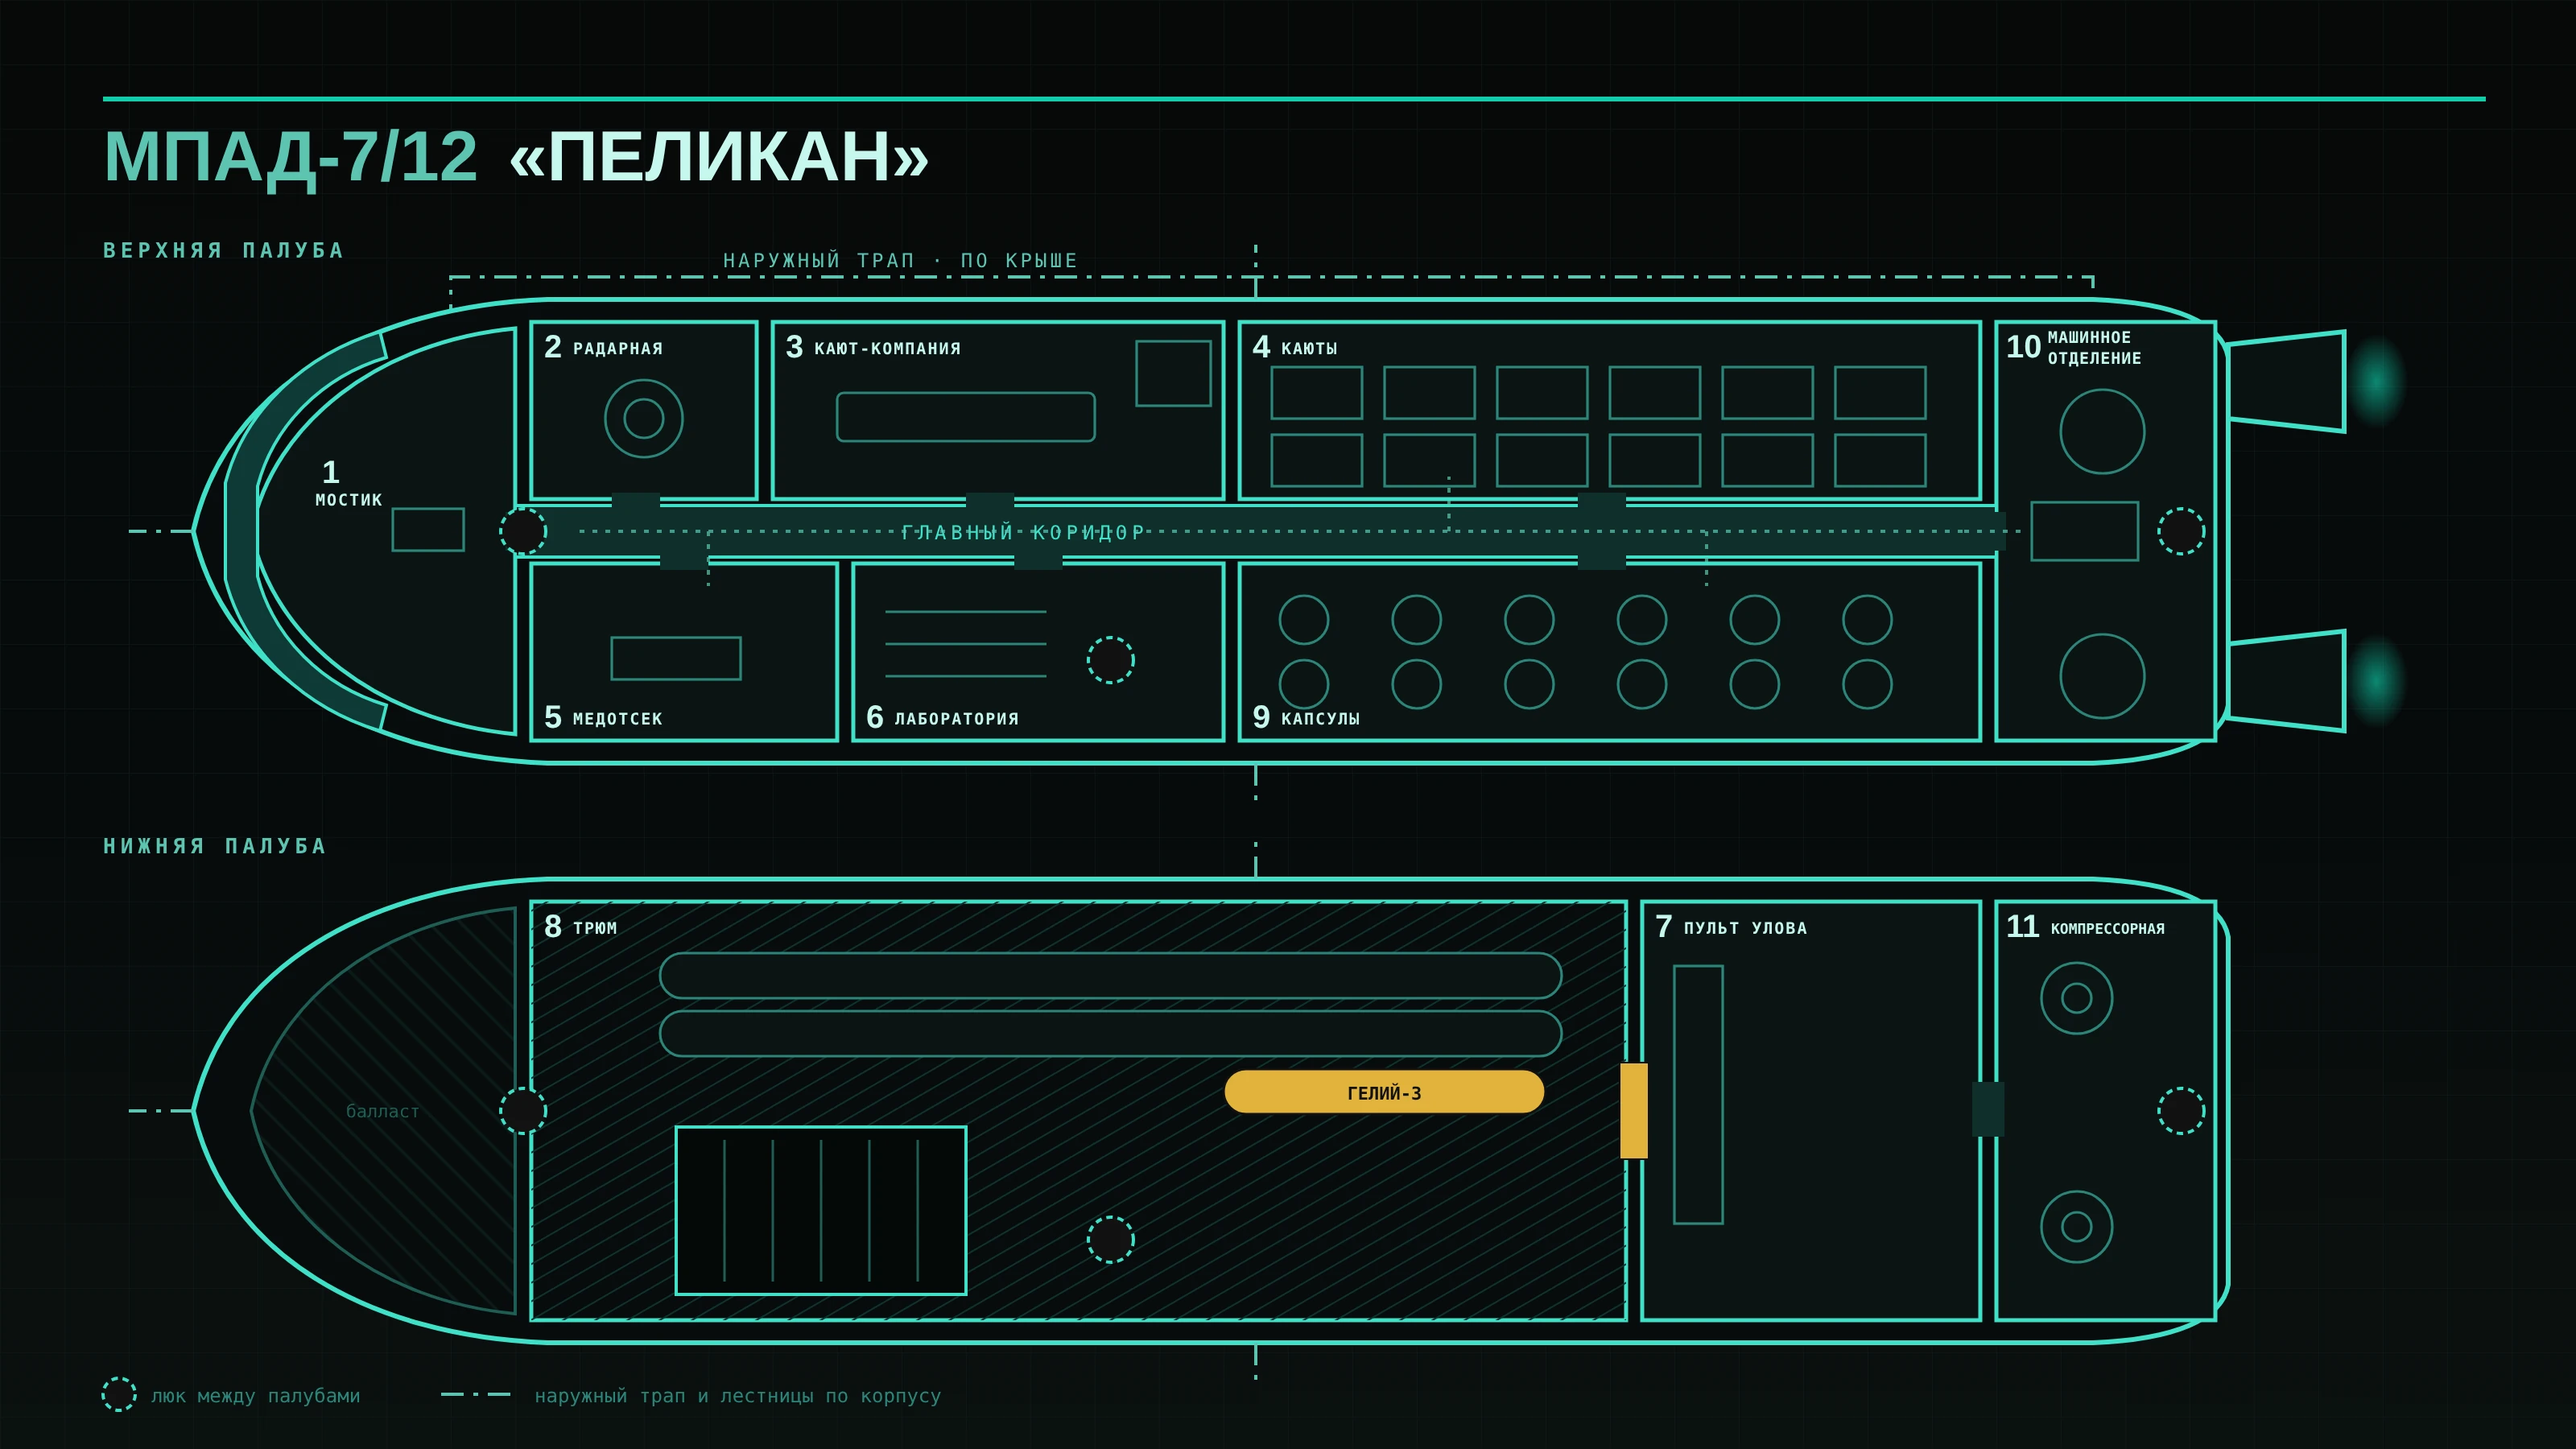 МПАД-7/12 «ПЕЛИКАН»
ВЕРХНЯЯ ПАЛУБА
НАРУЖНЫЙ ТРАП · ПО КРЫШЕ
1
МОСТИК
2 РАДАРНАЯ
3 КАЮТ-КОМПАНИЯ
4 КАЮТЫ
10 МАШИННОЕ
ОТДЕЛЕНИЕ
ГЛАВНЫЙ КОРИДОР
5 МЕДОТСЕК
6 ЛАБОРАТОРИЯ
9 КАПСУЛЫ
НИЖНЯЯ ПАЛУБА
балласт
8 ТРЮМ
ГЕЛИЙ-3
7 ПУЛЬТ УЛОВА
11 КОМПРЕССОРНАЯ
люк между палубами
наружный трап и лестницы по корпусу